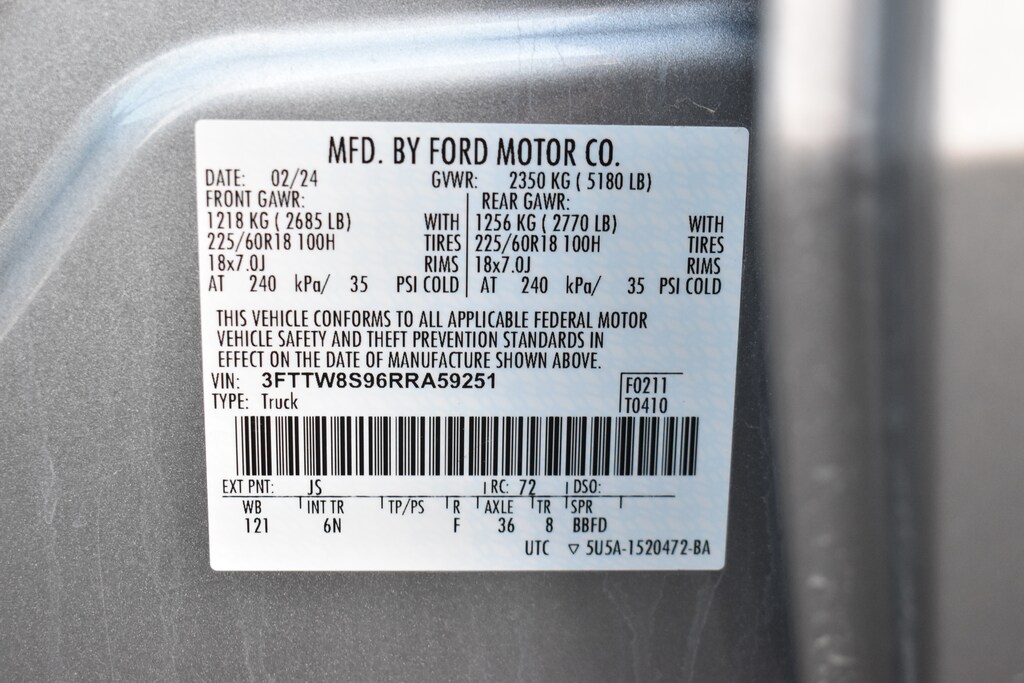 MFD. BY FORD MOTOR CO.
DATE: 02/24 GVWR: 2350 KG ( 5180 LB)
FRONT GAWR: REAR GAWR:
1218 KG ( 2685 LB) WITH 1256 KG ( 2770 LB) WITH
225/60R18 100H TIRES 225/60R18 100H TIRES
18x7.0J RIMS 18x7.0J RIMS
AT 240 kPa/ 35 PSI COLD AT 240 kPa/ 35 PSI COLD
THIS VEHICLE CONFORMS TO ALL APPLICABLE FEDERAL MOTOR
VEHICLE SAFETY AND THEFT PREVENTION STANDARDS IN
EFFECT ON THE DATE OF MANUFACTURE SHOWN ABOVE.
VIN: 3FTTW8S96RRA59251 F0211
TYPE: Truck T0410
EXT PNT: JS RC: 72 DSO:
WB INT TR TP/PS R AXLE TR SPR
121 6N F 36 8 BBFD
UTC ▽ 5U5A-1520472-BA